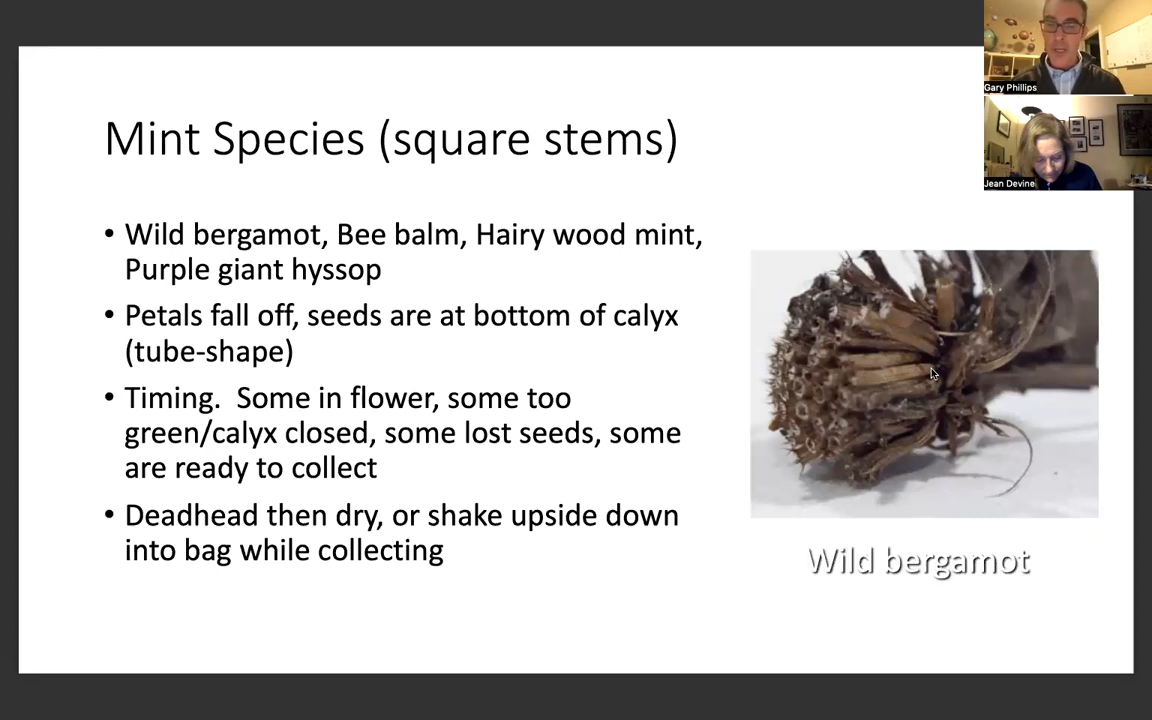 Mint Species (square stems)
• Wild bergamot, Bee balm, Hairy wood mint,
Purple giant hyssop
• Petals fall off, seeds are at bottom of calyx
(tube-shape)
• Timing.  Some in flower, some too
green/calyx closed, some lost seeds, some
are ready to collect
• Deadhead then dry, or shake upside down
into bag while collecting
Wild bergamot
Gary Phillips
Jean Devine